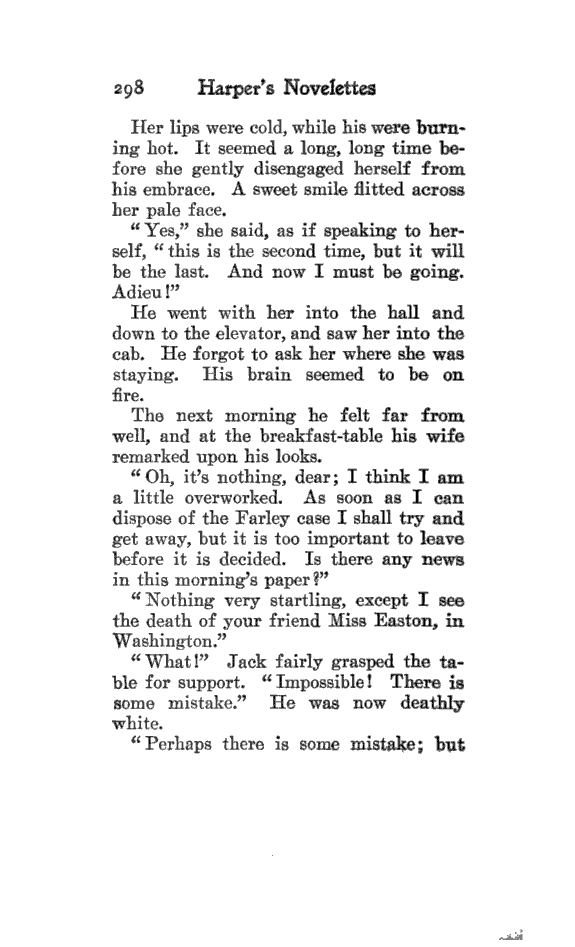 298 Harper's Novelettes
Her lips were cold, while his were burn-
ing hot. It seemed a long, long time be-
fore she gently disengaged herself from
his embrace. A sweet smile flitted across
her pale face.
"Yes," she said, as if speaking to her-
self, "this is the second time, but it will
be the last. And now I must be going.
Adieu!"
He went with her into the hall and
down to the elevator, and saw her into the
cab. He forgot to ask her where she was
staying. His brain seemed to be on
fire.
The next morning he felt far from
well, and at the breakfast-table his wife
remarked upon his looks.
"Oh, it's nothing, dear; I think I am
a little overworked. As soon as I can
dispose of the Farley case I shall try and
get away, but it is too important to leave
before it is decided. Is there any news
in this morning's paper?"
"Nothing very startling, except I see
the death of your friend Miss Easton, in
Washington."
"What!" Jack fairly grasped the ta-
ble for support. "Impossible! There is
some mistake." He was now deathly
white.
"Perhaps there is some mistake; but